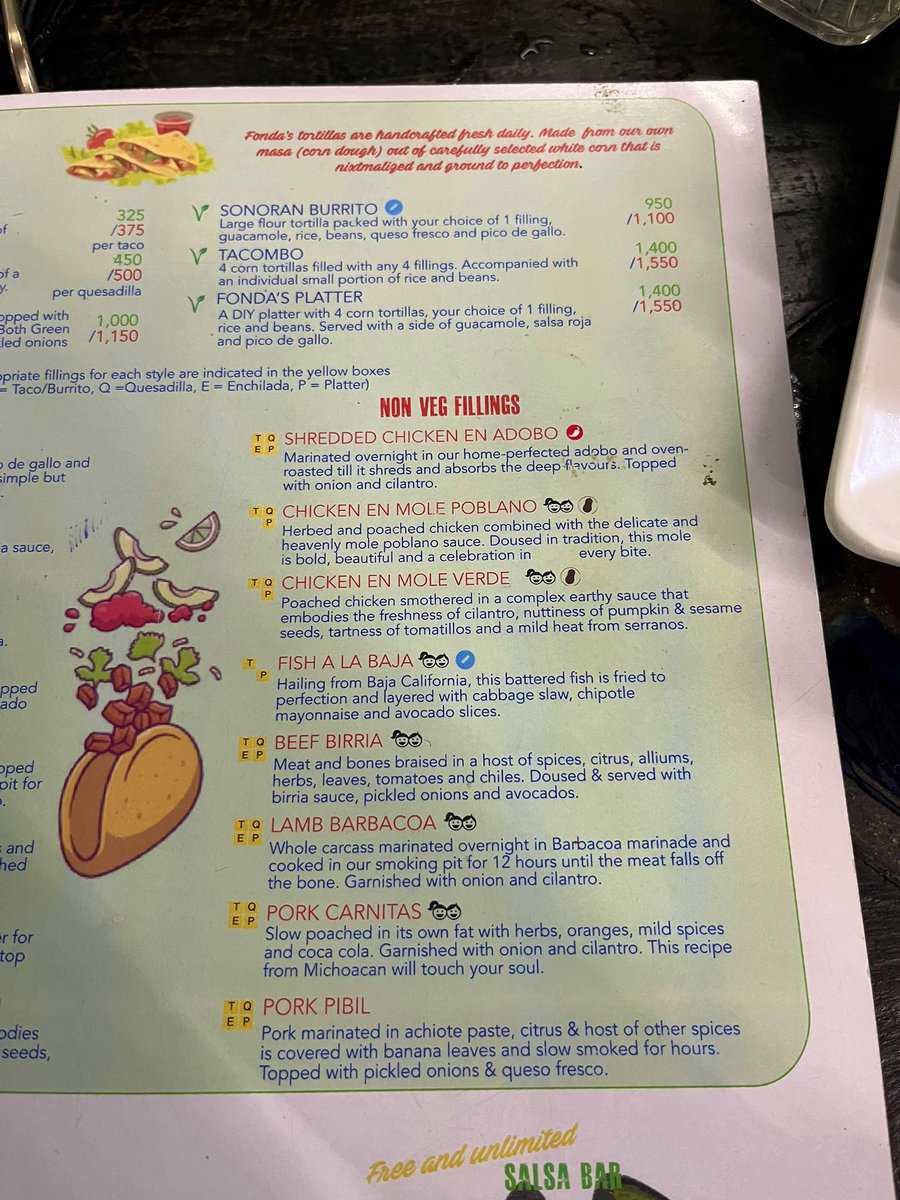 Fonda's tortillas are handcrafted fresh daily. Made from our own
masa (corn dough) out of carefully selected white corn that is
nixtmalized and ground to perfection.
325
/375
per taco
of
450
/500
per quesadilla
of a
y.
1,000
/1,150
opped with
Both Green
led onions
SONORAN BURRITO
950
/1,100
Large flour tortilla packed with your choice of 1 filling,
guacamole, rice, beans, queso fresco and pico de gallo.
TACOMBO
1,400
/1,550
4 corn tortillas filled with any 4 fillings. Accompanied with
an individual small portion of rice and beans.
FONDA'S PLATTER
1,400
/1,550
A DIY platter with 4 corn tortillas, your choice of 1 filling,
rice and beans. Served with a side of guacamole, salsa roja
and pico de gallo.
opriate fillings for each style are indicated in the yellow boxes
= Taco/Burrito, Q =Quesadilla, E = Enchilada, P = Platter)
o de gallo and
simple but
a sauce,
a.
pped
ado
pped
pit for
s and
hed
er for
top
odies
seeds,
NON VEG FILLINGS
T Q
E P
SHREDDED CHICKEN EN ADOBO
Marinated overnight in our home-perfected adobo and oven-
roasted till it shreds and absorbs the deep flavours. Topped
with onion and cilantro.
T Q
P
CHICKEN EN MOLE POBLANO
Herbed and poached chicken combined with the delicate and
heavenly mole poblano sauce. Doused in tradition, this mole
is bold, beautiful and a celebration in every bite.
T Q
P
CHICKEN EN MOLE VERDE
Poached chicken smothered in a complex earthy sauce that
embodies the freshness of cilantro, nuttiness of pumpkin & sesame
seeds, tartness of tomatillos and a mild heat from serranos.
T
P
FISH A LA BAJA
Hailing from Baja California, this battered fish is fried to
perfection and layered with cabbage slaw, chipotle
mayonnaise and avocado slices.
T Q
E P
BEEF BIRRIA
Meat and bones braised in a host of spices, citrus, alliums,
herbs, leaves, tomatoes and chiles. Doused & served with
birria sauce, pickled onions and avocados.
T Q
E P
LAMB BARBACOA
Whole carcass marinated overnight in Barbacoa marinade and
cooked in our smoking pit for 12 hours until the meat falls off
the bone. Garnished with onion and cilantro.
T Q
E P
PORK CARNITAS
Slow poached in its own fat with herbs, oranges, mild spices
and coca cola. Garnished with onion and cilantro. This recipe
from Michoacan will touch your soul.
T Q
E P
PORK PIBIL
Pork marinated in achiote paste, citrus & host of other spices
is covered with banana leaves and slow smoked for hours.
Topped with pickled onions & queso fresco.
Free and unlimited
SALSA BAR